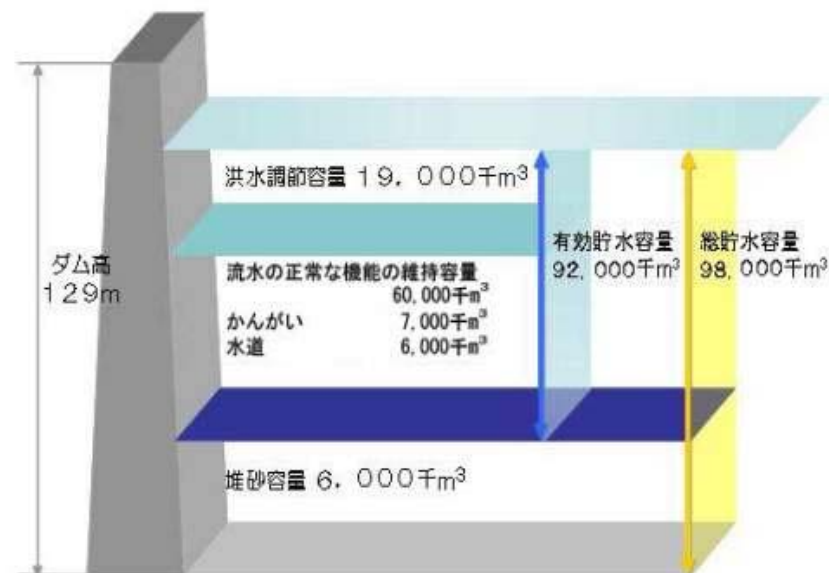 洪水調節容量 １９，０００千m³
ダム高
１２９m
有効貯水容量
９２，０００千m³
総貯水容量
９８，０００千m³
流水の正常な機能の維持容量
60,000千m³
かんがい 7,000千m³
水道 6,000千m³
堆砂容量 ６，０００千m³